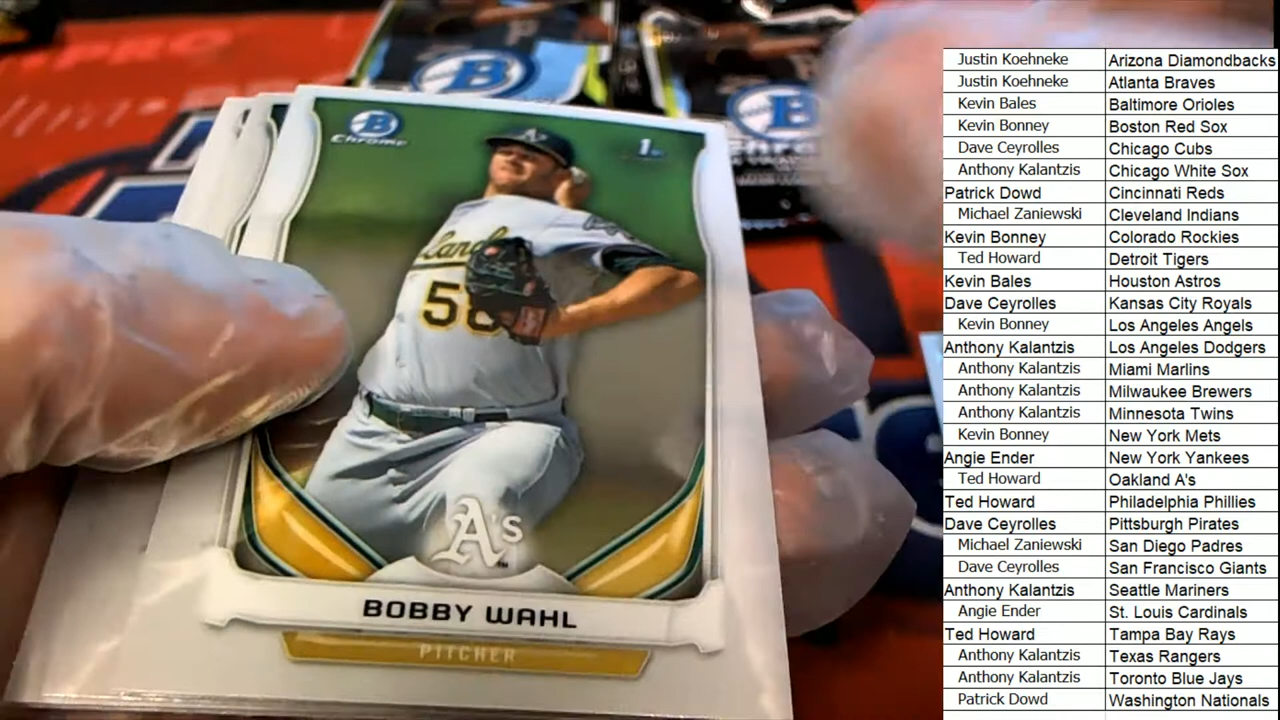 B
Chrome
1st
A's
land
58
A's
BOBBY WAHL
PITCHER
B
B
Chrome
PRO
Justin Koehneke Arizona Diamondbacks
Justin Koehneke Atlanta Braves
Kevin Bales Baltimore Orioles
Kevin Bonney Boston Red Sox
Dave Ceyrolles Chicago Cubs
Anthony Kalantzis Chicago White Sox
Patrick Dowd Cincinnati Reds
Michael Zaniewski Cleveland Indians
Kevin Bonney Colorado Rockies
Ted Howard Detroit Tigers
Kevin Bales Houston Astros
Dave Ceyrolles Kansas City Royals
Kevin Bonney Los Angeles Angels
Anthony Kalantzis Los Angeles Dodgers
Anthony Kalantzis Miami Marlins
Anthony Kalantzis Milwaukee Brewers
Anthony Kalantzis Minnesota Twins
Kevin Bonney New York Mets
Angie Ender New York Yankees
Ted Howard Oakland A's
Ted Howard Philadelphia Phillies
Dave Ceyrolles Pittsburgh Pirates
Michael Zaniewski San Diego Padres
Dave Ceyrolles San Francisco Giants
Anthony Kalantzis Seattle Mariners
Angie Ender St. Louis Cardinals
Ted Howard Tampa Bay Rays
Anthony Kalantzis Texas Rangers
Anthony Kalantzis Toronto Blue Jays
Patrick Dowd Washington Nationals